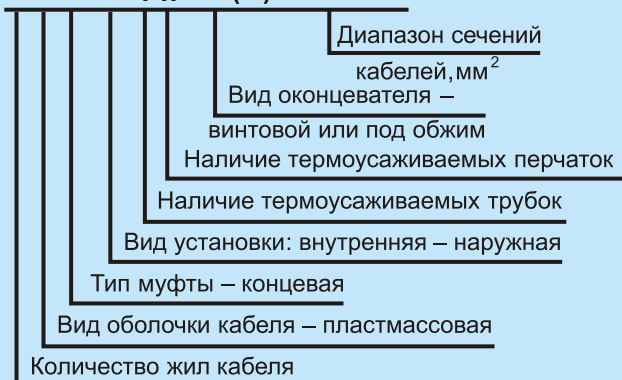 Диапазон сечений
кабелей,мм²
Вид оконцевателя –
винтовой или под обжим
Наличие термоусаживаемых перчаток
Наличие термоусаживаемых трубок
Вид установки: внутренняя – наружная
Тип муфты – концевая
Вид оболочки кабеля – пластмассовая
Количество жил кабеля